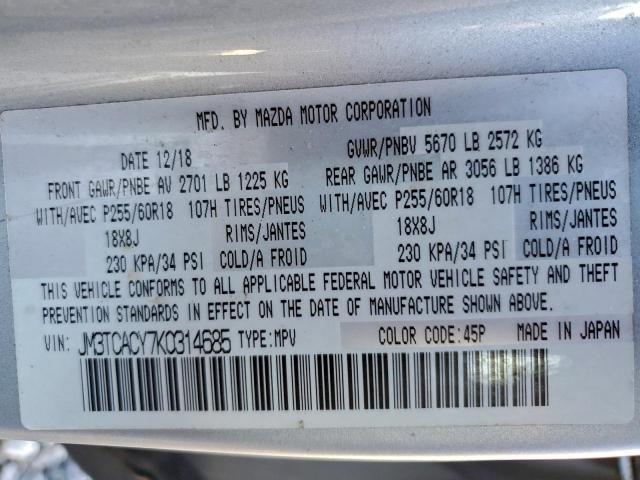 MFD. BY MAZDA MOTOR CORPORATION
DATE 12/18 GVWR/PNBV 5670 LB 2572 KG
FRONT GAWR/PNBE AV 2701 LB 1225 KG REAR GAWR/PNBE AR 3056 LB 1386 KG
WITH/AVEC P255/60R18 107H TIRES/PNEUS WITH/AVEC P255/60R18 107H TIRES/PNEUS
18X8J RIMS/JANTES 18X8J RIMS/JANTES
230 KPA/34 PSI COLD/A FROID 230 KPA/34 PSI COLD/A FROID
THIS VEHICLE CONFORMS TO ALL APPLICABLE FEDERAL MOTOR VEHICLE SAFETY AND THEFT
PREVENTION STANDARDS IN EFFECT ON THE DATE OF MANUFACTURE SHOWN ABOVE.
VIN: JM3TCACY7K0314685 TYPE:MPV COLOR CODE:45P MADE IN JAPAN